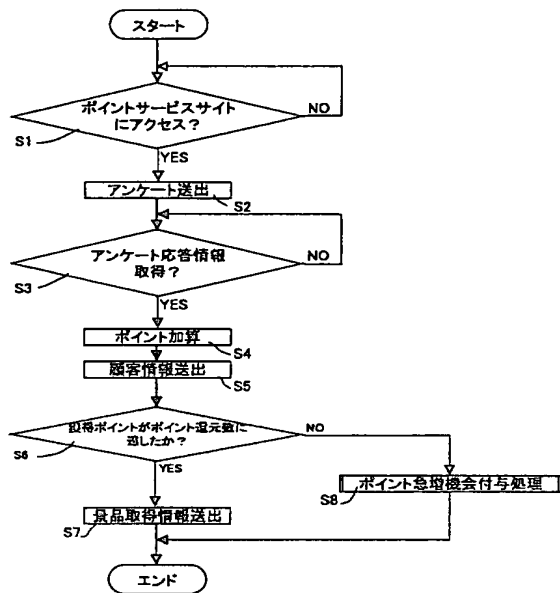 スタート
ポイントサービスサイト
にアクセス？
NO
S1
YES
アンケート送出
S2
アンケート応答情報
取得？
NO
S3
YES
ポイント加算
S4
顧客情報送出
S5
取得ポイントがポイント還元数に
達したか？
NO
S6
YES
ポイント急増機会付与処理
S8
景品取得情報送出
S7
エンド